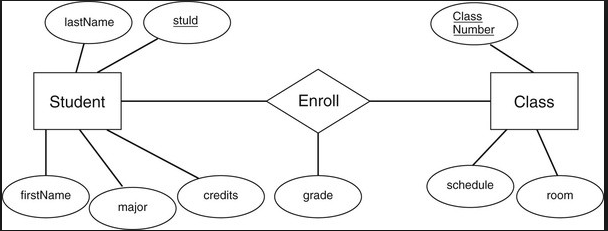 lastName
stuId
Class
Number
Student
Enroll
Class
firstName
major
credits
grade
schedule
room